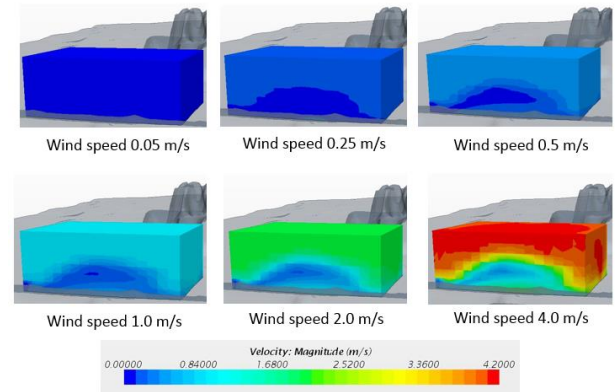 Wind speed 0.05 m/s
Wind speed 0.25 m/s
Wind speed 0.5 m/s
Wind speed 1.0 m/s
Wind speed 2.0 m/s
Wind speed 4.0 m/s
Velocity: Magnitude (m/s)
0.00000 0.84000 1.6800 2.5200 3.3600 4.2000